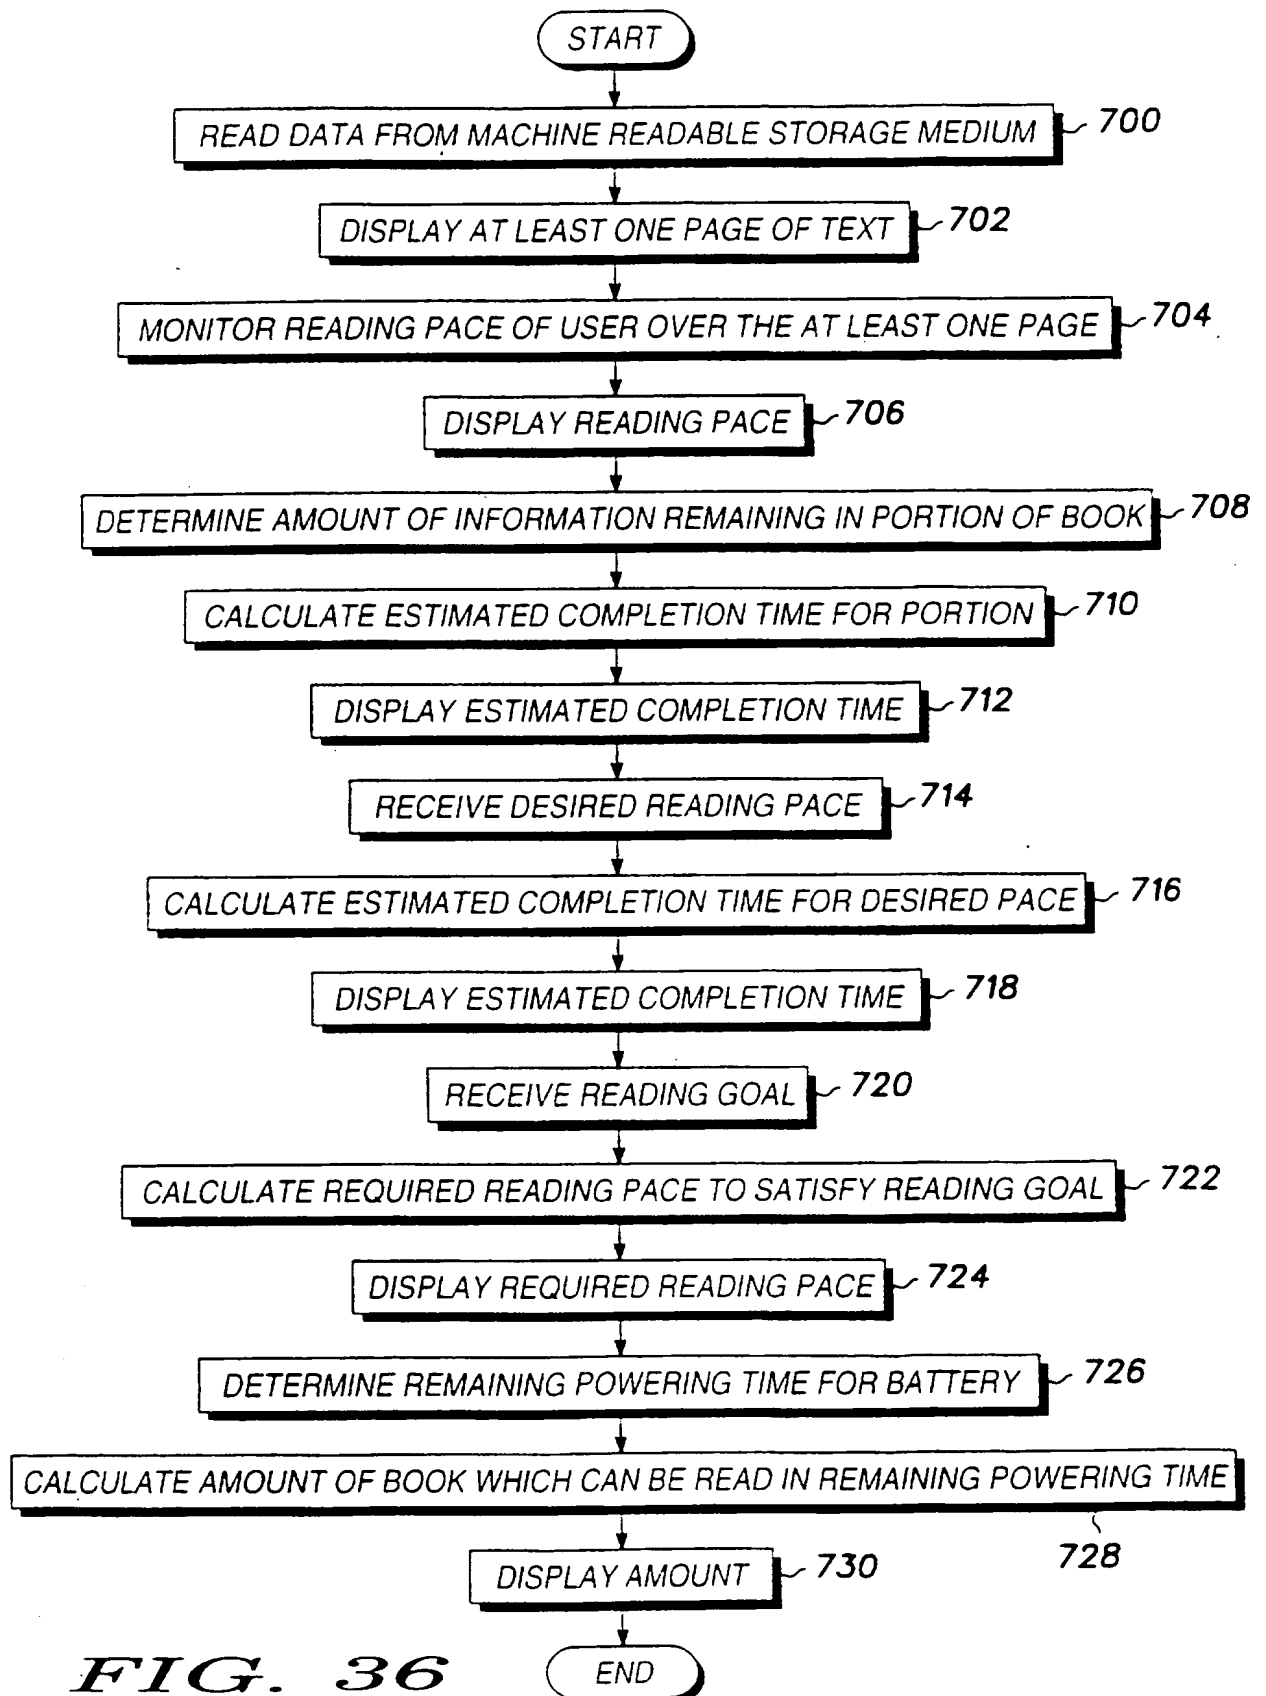 START
READ DATA FROM MACHINE READABLE STORAGE MEDIUM 700
DISPLAY AT LEAST ONE PAGE OF TEXT 702
MONITOR READING PACE OF USER OVER THE AT LEAST ONE PAGE 704
DISPLAY READING PACE 706
DETERMINE AMOUNT OF INFORMATION REMAINING IN PORTION OF BOOK 708
CALCULATE ESTIMATED COMPLETION TIME FOR PORTION 710
DISPLAY ESTIMATED COMPLETION TIME 712
RECEIVE DESIRED READING PACE 714
CALCULATE ESTIMATED COMPLETION TIME FOR DESIRED PACE 716
DISPLAY ESTIMATED COMPLETION TIME 718
RECEIVE READING GOAL 720
CALCULATE REQUIRED READING PACE TO SATISFY READING GOAL 722
DISPLAY REQUIRED READING PACE 724
DETERMINE REMAINING POWERING TIME FOR BATTERY 726
CALCULATE AMOUNT OF BOOK WHICH CAN BE READ IN REMAINING POWERING TIME
728
DISPLAY AMOUNT 730
END
FIG. 36